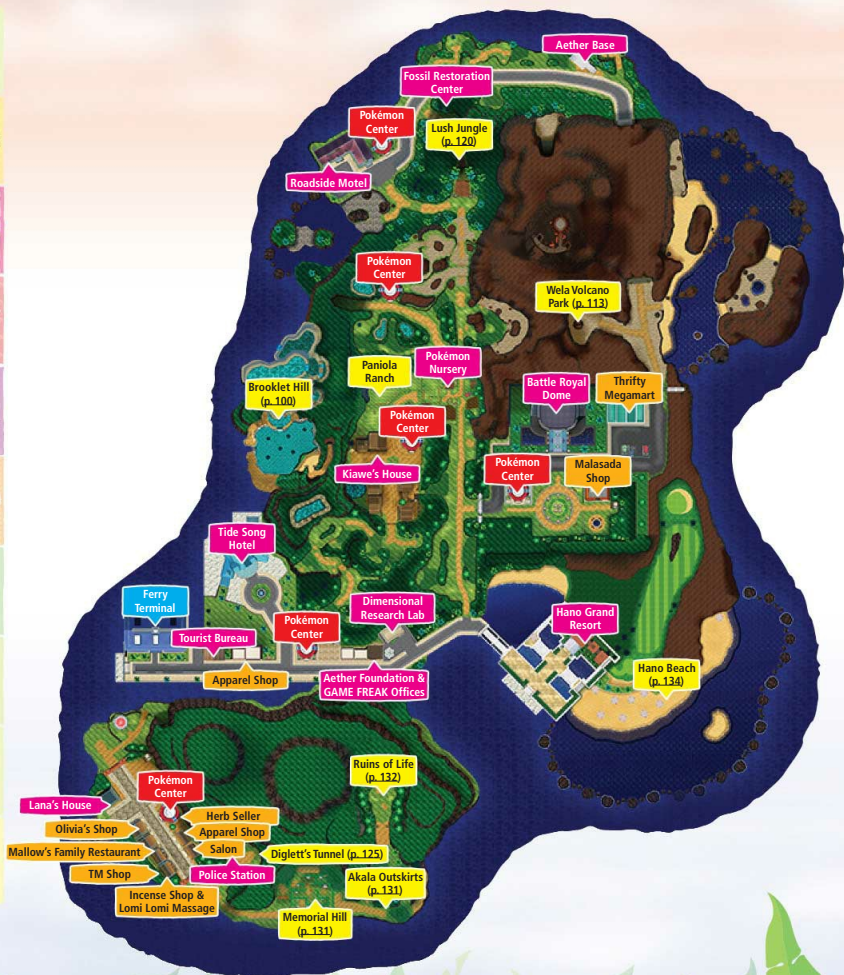 Aether Base
Fossil Restoration
Center
Pokémon
Center
Lush Jungle
(p. 120)
Roadside Motel
Pokémon
Center
Wela Volcano
Park (p. 113)
Paniola
Ranch
Pokémon
Nursery
Brooklet Hill
(p. 100)
Battle Royal
Dome
Thrifty
Megamart
Pokémon
Center
Kiawe's House
Pokémon
Center
Malasada
Shop
Tide Song
Hotel
Ferry
Terminal
Dimensional
Research Lab
Hano Grand
Resort
Tourist Bureau
Pokémon
Center
Apparel Shop
Aether Foundation &
GAME FREAK Offices
Hano Beach
(p. 134)
Ruins of Life
(p. 132)
Pokémon
Center
Lana's House
Herb Seller
Olivia's Shop
Apparel Shop
Mallow's Family Restaurant
Salon
Diglett's Tunnel (p. 125)
TM Shop
Police Station
Akala Outskirts
(p. 131)
Incense Shop &
Lomi Lomi Massage
Memorial Hill
(p. 131)